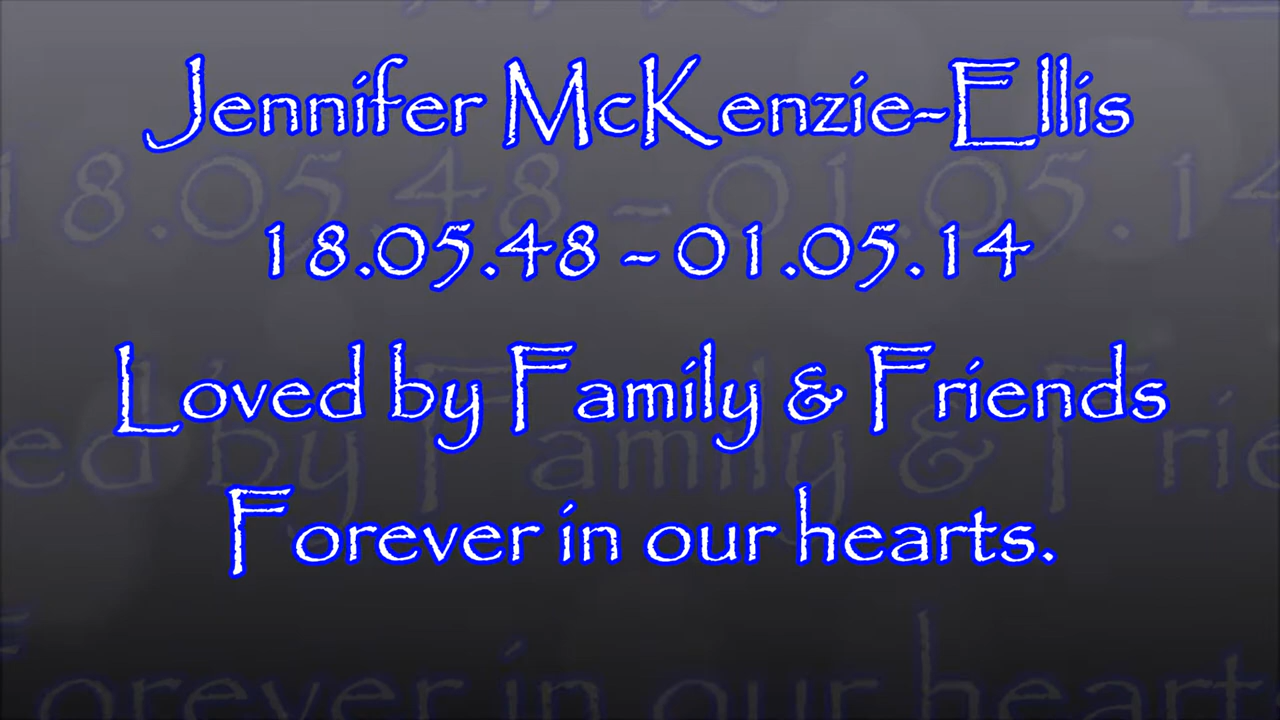 Jennifer McKenzie-Ellis
18.05.48 - 01.05.14
Loved by Family & Friends
Forever in our hearts.